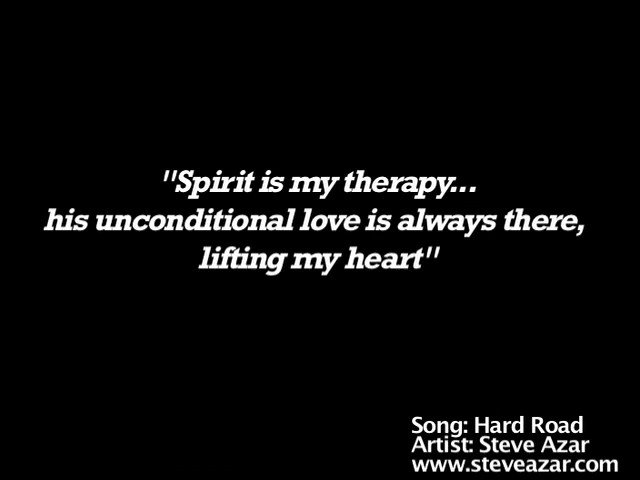 "Spirit is my therapy...
his unconditional love is always there,
lifting my heart"
Song: Hard Road
Artist: Steve Azar
www.steveazar.com